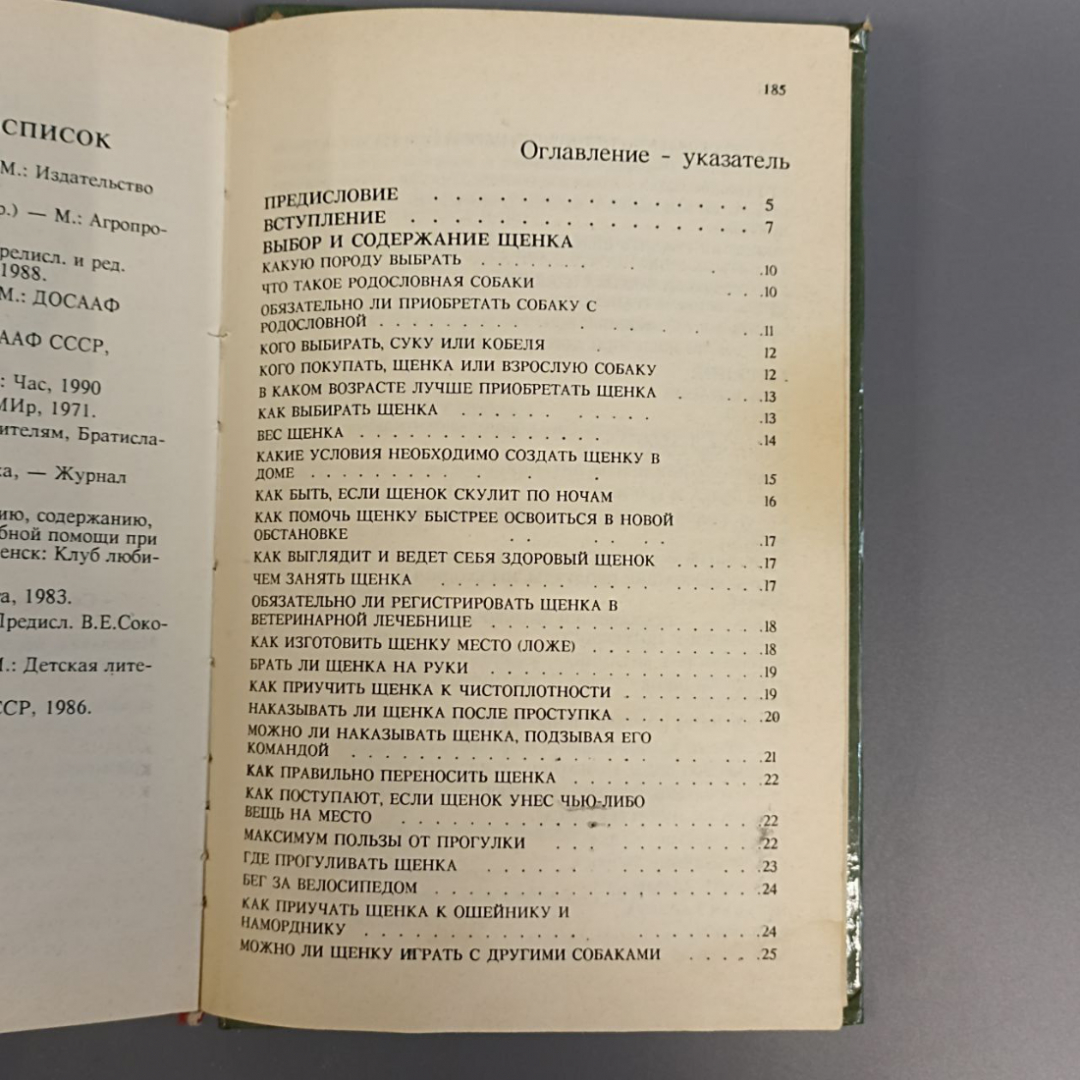 СПИСОК
М.: Издательство
р.) — М.: Агропро-
релисл. и ред.
1988.
М.: ДОСААФ
ААФ СССР,
: Час, 1990
МИр, 1971.
ителям, Братисла-
ка, — Журнал
ию, содержанию,
бной помощи при
енск: Клуб люби-
та, 1983.
Предисл. В.Е.Соко-
М.: Детская лите-
ССР, 1986.
185
Оглавление - указатель
ПРЕДИСЛОВИЕ . . . . . . . . . . . . . . . 5
ВСТУПЛЕНИЕ . . . . . . . . . . . . . . . 7
ВЫБОР И СОДЕРЖАНИЕ ЩЕНКА
КАКУЮ ПОРОДУ ВЫБРАТЬ . . . . . . . . . .10
ЧТО ТАКОЕ РОДОСЛОВНАЯ СОБАКИ . . .10
ОБЯЗАТЕЛЬНО ЛИ ПРИОБРЕТАТЬ СОБАКУ С
РОДОСЛОВНОЙ . . . . . . . . . . . . . .11
КОГО ВЫБИРАТЬ, СУКУ ИЛИ КОБЕЛЯ . 12
КОГО ПОКУПАТЬ, ЩЕНКА ИЛИ ВЗРОСЛУЮ СОБАКУ 12
В КАКОМ ВОЗРАСТЕ ЛУЧШЕ ПРИОБРЕТАТЬ ЩЕНКА . . . .13
КАК ВЫБИРАТЬ ЩЕНКА . . . . . . . . . .13
ВЕС ЩЕНКА . . . . . . . . . . . . . .14
КАКИЕ УСЛОВИЯ НЕОБХОДИМО СОЗДАТЬ ЩЕНКУ В
ДОМЕ . . . . . . . . . . 15
КАК БЫТЬ, ЕСЛИ ЩЕНОК СКУЛИТ ПО НОЧАМ 16
КАК ПОМОЧЬ ЩЕНКУ БЫСТРЕЕ ОСВОИТЬСЯ В НОВОЙ
ОБСТАНОВКЕ . . . . . . .17
КАК ВЫГЛЯДИТ И ВЕДЕТ СЕБЯ ЗДОРОВЫЙ ЩЕНОК . . . . . .17
ЧЕМ ЗАНЯТЬ ЩЕНКА . . . . . . . . . . . . . .17
ОБЯЗАТЕЛЬНО ЛИ РЕГИСТРИРОВАТЬ ЩЕНКА В
ВЕТЕРИНАРНОЙ ЛЕЧЕБНИЦЕ . . . . . . . . . . . . . . .18
КАК ИЗГОТОВИТЬ ЩЕНКУ МЕСТО (ЛОЖЕ) . . . . . . . . . .18
БРАТЬ ЛИ ЩЕНКА НА РУКИ . . . . . . . . . . . . . .19
КАК ПРИУЧИТЬ ЩЕНКА К ЧИСТОПЛОТНОСТИ . . . . . . . .19
НАКАЗЫВАТЬ ЛИ ЩЕНКА ПОСЛЕ ПРОСТУПКА . . . . . . . . 20
МОЖНО ЛИ НАКАЗЫВАТЬ ЩЕНКА, ПОДЗЫВАЯ ЕГО
КОМАНДОЙ . . . . . . . . . . . . . . . . .21
КАК ПРАВИЛЬНО ПЕРЕНОСИТЬ ЩЕНКА . . . . . . . . . . 22
КАК ПОСТУПАЮТ, ЕСЛИ ЩЕНОК УНЕС ЧЬЮ-ЛИБО
ВЕЩЬ НА МЕСТО . . . . . . . . . . . . . . . . . .22
МАКСИМУМ ПОЛЬЗЫ ОТ ПРОГУЛКИ . . . . . . . . . . .22
ГДЕ ПРОГУЛИВАТЬ ЩЕНКА . . . . . . . . . . . . . .23
БЕГ ЗА ВЕЛОСИПЕДОМ . . . . . . . . . . . . . . . . .24
КАК ПРИУЧАТЬ ЩЕНКА К ОШЕЙНИКУ И
НАМОРДНИКУ . . . . . . . . . . . . . . . . . . .24
МОЖНО ЛИ ЩЕНКУ ИГРАТЬ С ДРУГИМИ СОБАКАМИ . . . . .25